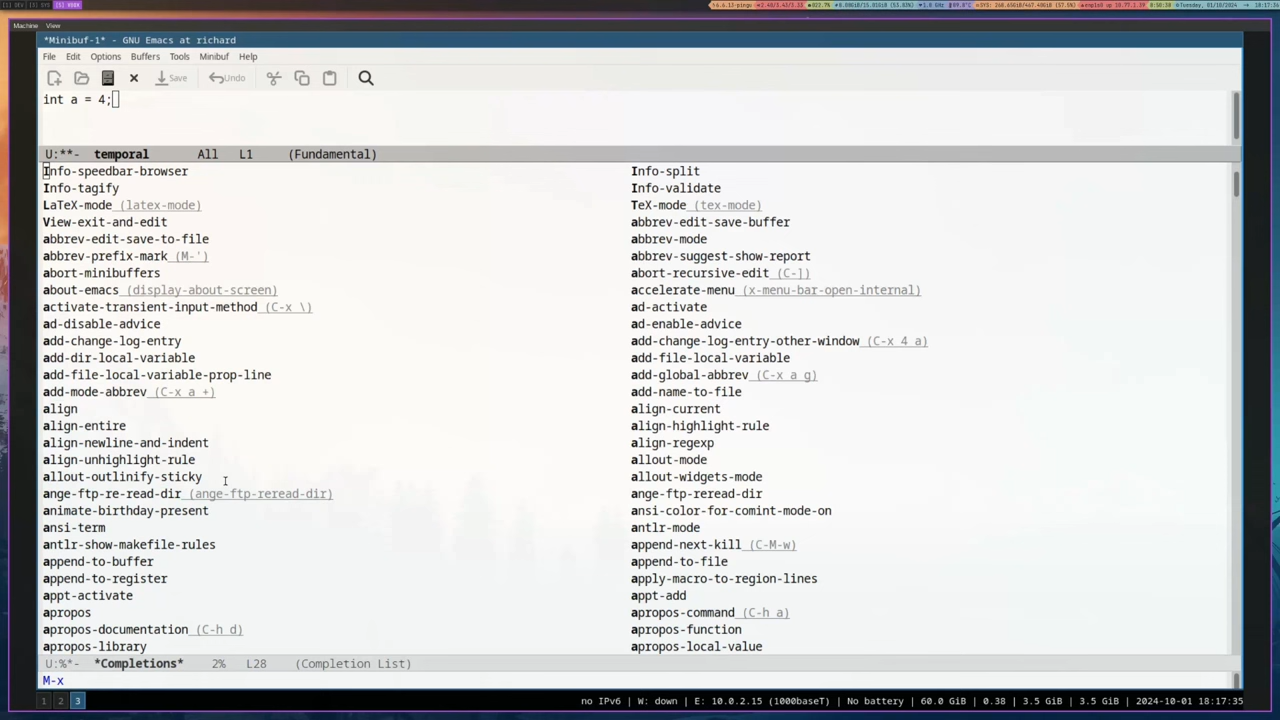 [1] DEV [2] SYS [5] WORK
Machine View
*Minibuf-1* - GNU Emacs at richard
File Edit Options Buffers Tools Minibuf Help
Save Undo
int a = 4;
U:**- temporal All L1 (Fundamental)
Info-speedbar-browser Info-split
Info-tagify Info-validate
LaTeX-mode (latex-mode) TeX-mode (tex-mode)
View-exit-and-edit abbrev-edit-save-buffer
abbrev-edit-save-to-file abbrev-mode
abbrev-prefix-mark (M-') abbrev-suggest-show-report
abort-minibuffers abort-recursive-edit (C-])
about-emacs (display-about-screen) accelerate-menu (x-menu-bar-open-internal)
activate-transient-input-method (C-x \) ad-activate
ad-disable-advice ad-enable-advice
add-change-log-entry add-change-log-entry-other-window (C-x 4 a)
add-dir-local-variable add-file-local-variable
add-file-local-variable-prop-line add-global-abbrev (C-x a g)
add-mode-abbrev (C-x a +) add-name-to-file
align align-current
align-entire align-highlight-rule
align-newline-and-indent align-regexp
align-unhighlight-rule allout-mode
allout-outlinify-sticky allout-widgets-mode
ange-ftp-re-read-dir (ange-ftp-reread-dir) ange-ftp-reread-dir
animate-birthday-present ansi-color-for-comint-mode-on
ansi-term antlr-mode
antlr-show-makefile-rules append-next-kill (C-M-w)
append-to-buffer append-to-file
append-to-register apply-macro-to-region-lines
appt-activate appt-add
apropos apropos-command (C-h a)
apropos-documentation (C-h d) apropos-function
apropos-library apropos-local-value
U:%*- *Completions* 2% L28 (Completion List)
M-x
1 2 3 no IPv6 | W: down | E: 10.0.2.15 (1000baseT) | No battery | 60.0 GiB | 0.38 | 3.5 GiB | 3.5 GiB | 2024-10-01 18:17:35